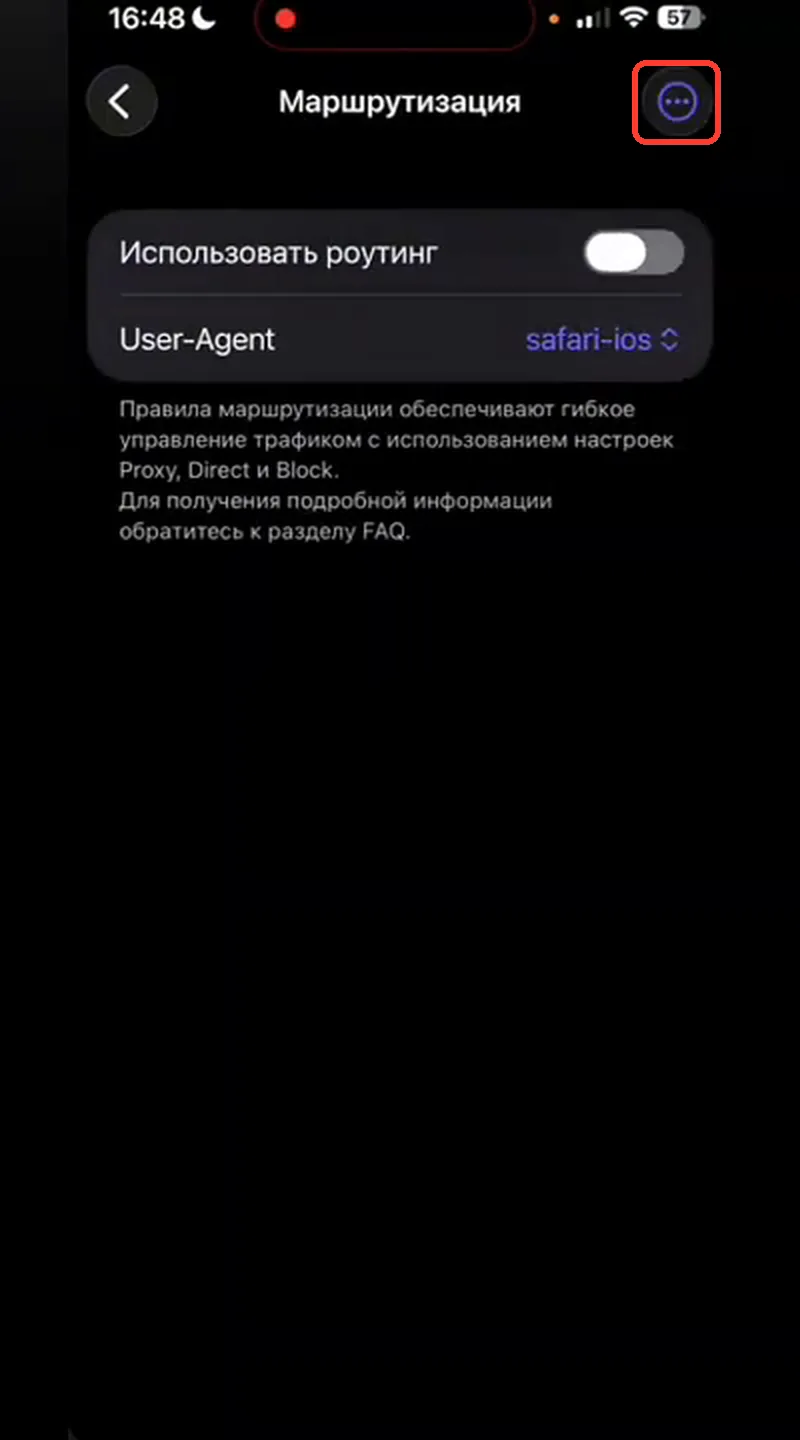 16:48
57
Маршрутизация
Использовать роутинг
User-Agent safari-ios
Правила маршрутизации обеспечивают гибкое
управление трафиком с использованием настроек
Proxy, Direct и Block.
Для получения подробной информации
обратитесь к разделу FAQ.